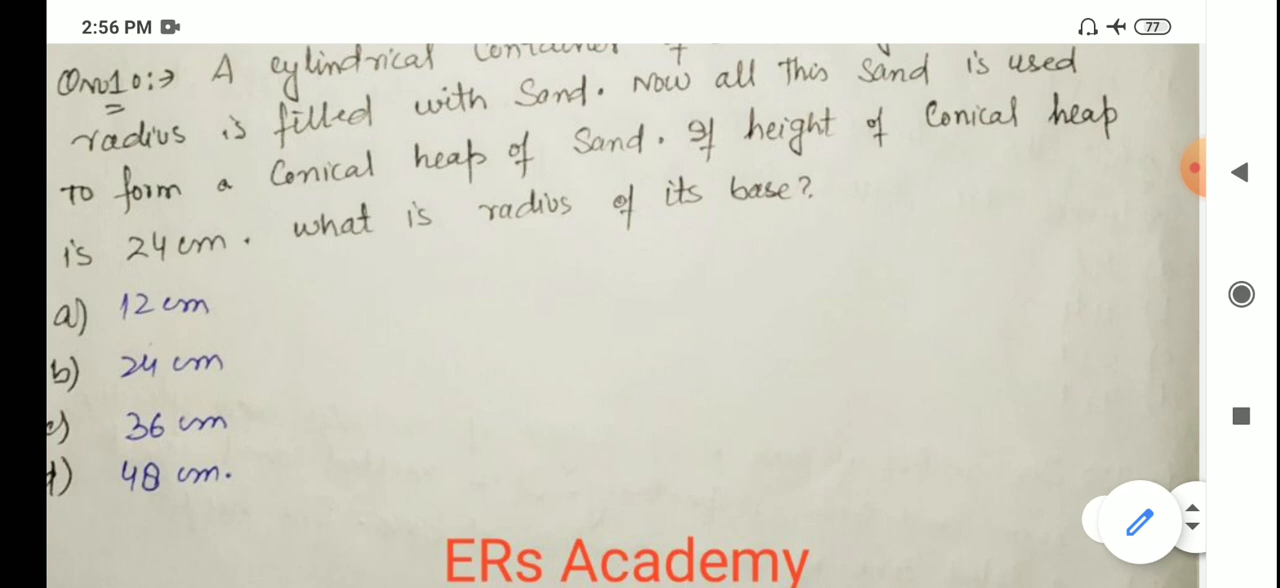 2:56 PM
77
QNo10:→ A cylindrical Container
radius is filled with Sand. Now all this Sand is used
To form a Conical heap of Sand. If height of Conical heap
is 24 cm. what is radius of its base?
a) 12 cm
b) 24 cm
c) 36 cm
d) 48 cm.
ERs Academy